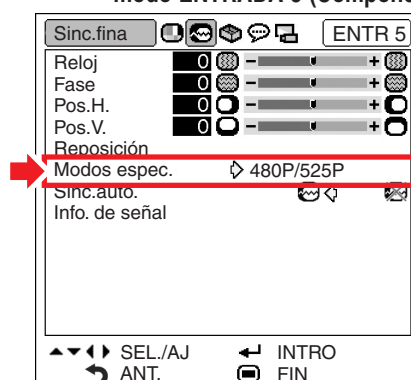 Modo ENTRADA 5 (Compone
Sinc.fina ENTR 5
Reloj 0 − +
Fase 0 − +
Pos.H. 0 − +
Pos.V. 0 − +
Reposición
Modos espec. 480P/525P
Sinc.auto.
Info. de señal
SEL./AJ INTRO
ANT. FIN